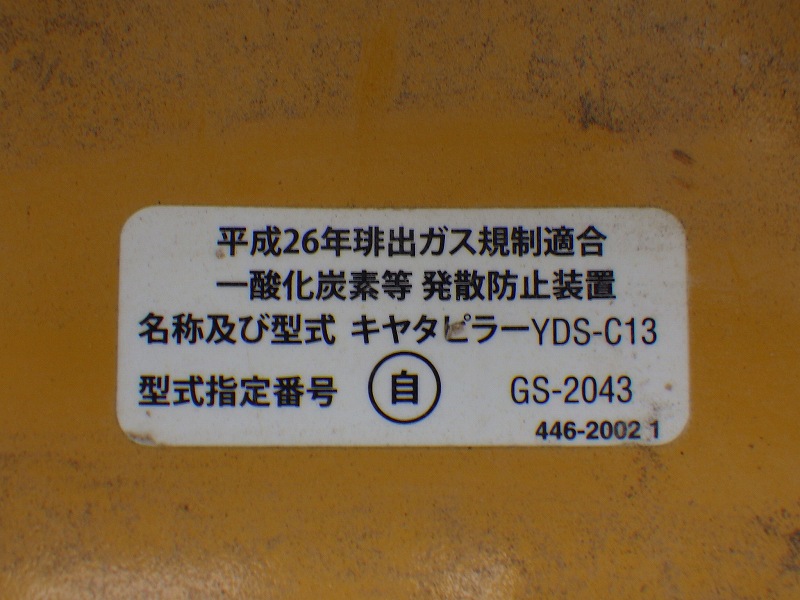 平成26年排出ガス規制適合
一酸化炭素等 発散防止装置
名称及び型式 キヤタピラーYDS-C13
型式指定番号 自 GS-2043
446-2002 1